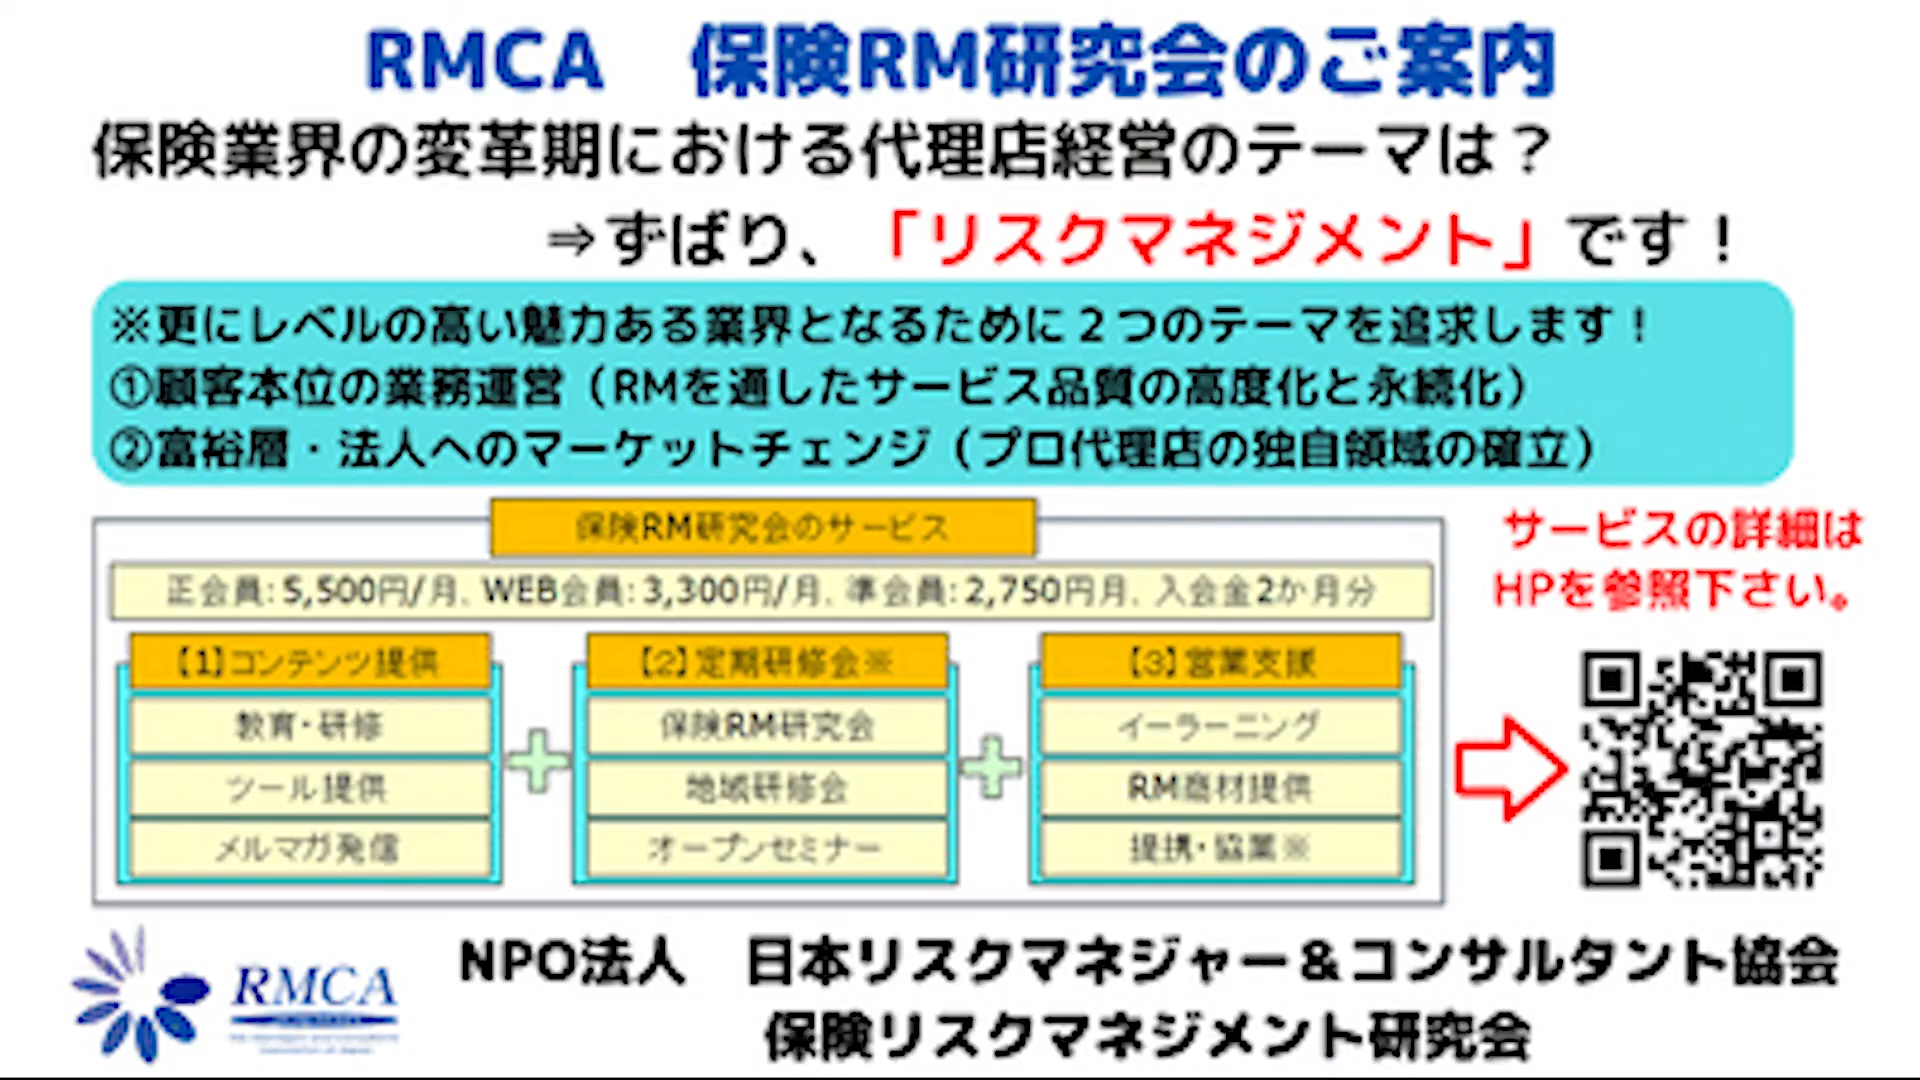 RMCA 保険RM研究会のご案内
保険業界の変革期における代理店経営のテーマは？
⇒ずばり、「リスクマネジメント」です！
※更にレベルの高い魅力ある業界となるために２つのテーマを追求します！
①顧客本位の業務運営（RMを通したサービス品質の高度化と永続化）
②富裕層・法人へのマーケットチェンジ（プロ代理店の独自領域の確立）
保険RM研究会のサービス
正会員:5,500円/月、WEB会員:3,300円/月、準会員:2,750円月、入会金2か月分
【1】コンテンツ提供
教育・研修
ツール提供
メルマガ発信
【2】定期研修会※
保険RM研究会
地域研修会
オープンセミナー
【3】営業支援
イーラーニング
RM商材提供
提携・協業※
サービスの詳細は
HPを参照下さい。
RMCA
NPO法人 日本リスクマネジャー＆コンサルタント協会
保険リスクマネジメント研究会